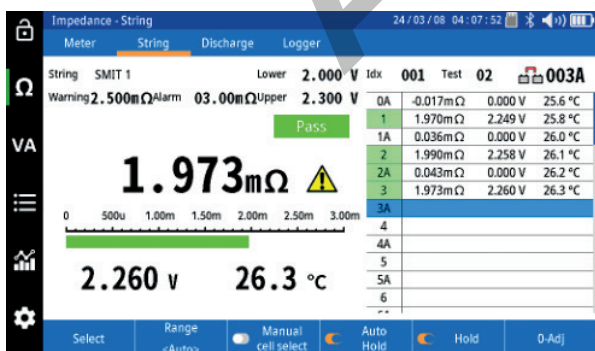 Impedance - String 24/03/08 04:07:52
Meter String Discharge Logger
String SMIT 1 Lower 2.000 V Idx 001 Test 02 003A
Warning 2.500mΩ Alarm 03.00mΩ Upper 2.300 V
0A -0.017mΩ 0.000 V 25.6 °C
Ω
1 1.970mΩ 2.249 V 25.8 °C
Pass
1A 0.036mΩ 0.000 V 26.0 °C
VA
2 1.990mΩ 2.258 V 26.1 °C
2A 0.043mΩ 0.000 V 26.2 °C
1.973mΩ
3 1.973mΩ 2.260 V 26.3 °C
3A
0 500u 1.00m 1.50m 2.00m 2.50m 3.00m
4
4A
5
2.260 V 26.3 °C
5A
6
Select Range <Auto> Manual cell select Auto Hold Hold 0-Adj